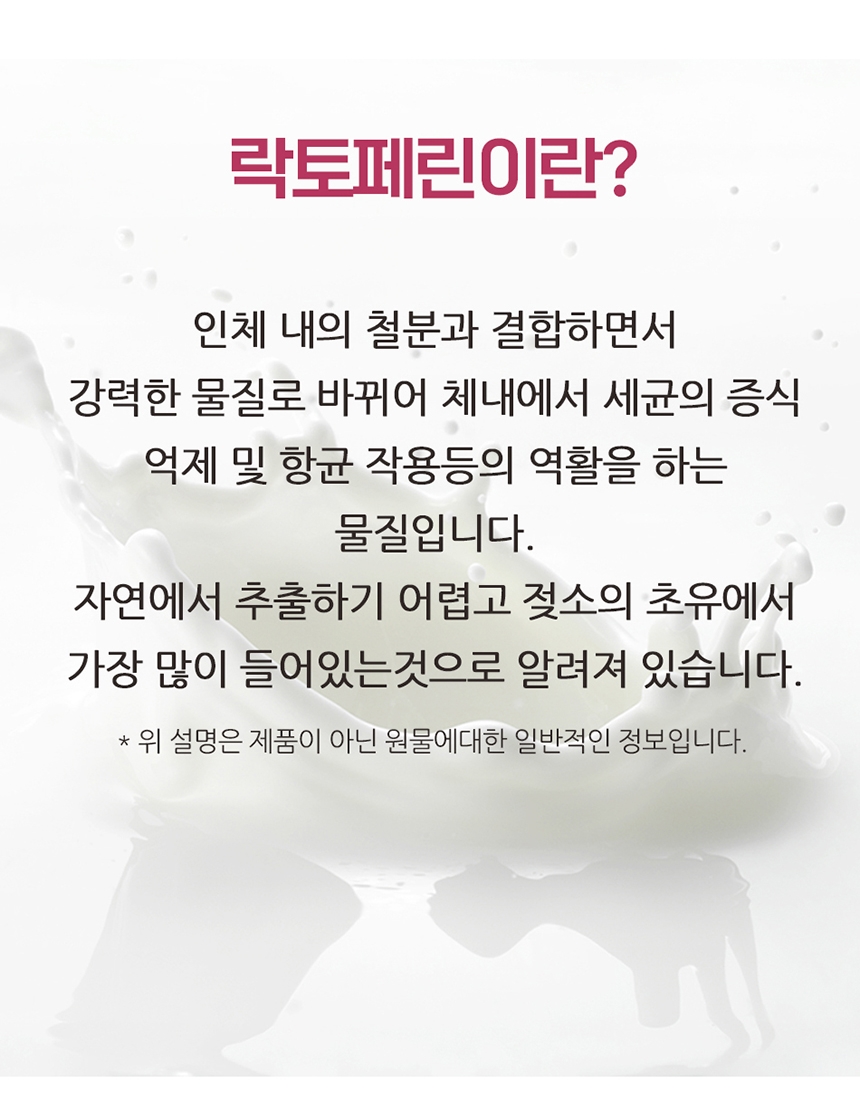 락토페린이란?
인체 내의 철분과 결합하면서
강력한 물질로 바뀌어 체내에서 세균의 증식
억제 및 항균 작용등의 역활을 하는
물질입니다.
자연에서 추출하기 어렵고 젖소의 초유에서
가장 많이 들어있는것으로 알려져 있습니다.
* 위 설명은 제품이 아닌 원물에대한 일반적인 정보입니다.